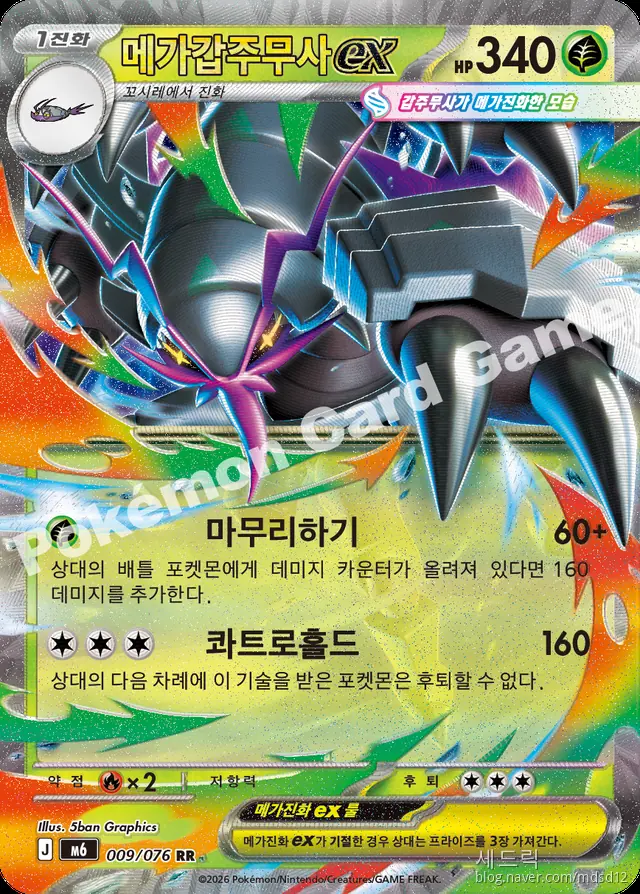 1진화
메가갑주무사 ex
HP 340
꼬시레에서 진화
갑주무사가 메가진화한 모습
Pokémon Card Game
마무리하기 60+
상대의 배틀 포켓몬에게 데미지 카운터가 올려져 있다면 160
데미지를 추가한다.
콰트로홀드 160
상대의 다음 차례에 이 기술을 받은 포켓몬은 후퇴할 수 없다.
약점 ×2 저항력 후퇴
메가진화 ex 룰
메가진화 ex가 기절한 경우 상대는 프라이즈를 3장 가져간다.
Illus. 5ban Graphics
J M6 009/076 RR
©2026 Pokémon/Nintendo/Creatures/GAME FREAK.
세드릭
blog.naver.com/mdsd12